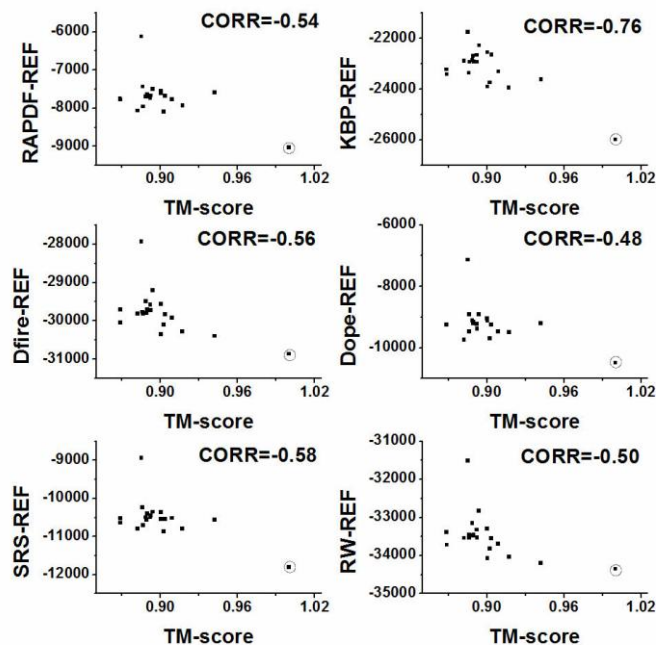 CORR=-0.54
RAPDF-REF
-6000
-7000
-8000
-9000
0.90 0.96 1.02
TM-score
CORR=-0.76
KBP-REF
-22000
-24000
-26000
0.90 0.96 1.02
TM-score
CORR=-0.56
Dfire-REF
-28000
-29000
-30000
-31000
0.90 0.96 1.02
TM-score
CORR=-0.48
Dope-REF
-6000
-8000
-10000
0.90 0.96 1.02
TM-score
CORR=-0.58
SRS-REF
-9000
-10000
-11000
-12000
0.90 0.96 1.02
TM-score
CORR=-0.50
RW-REF
-31000
-32000
-33000
-34000
-35000
0.90 0.96 1.02
TM-score